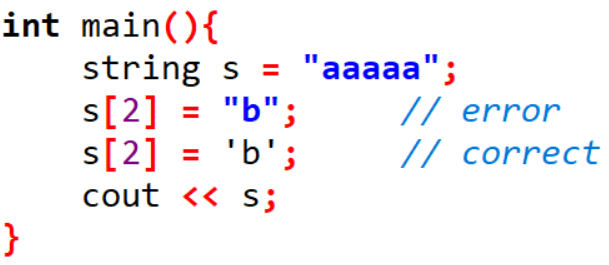 int main(){
    string s = "aaaaa";
    s[2] = "b";     // error
    s[2] = 'b';     // correct
    cout << s;
}